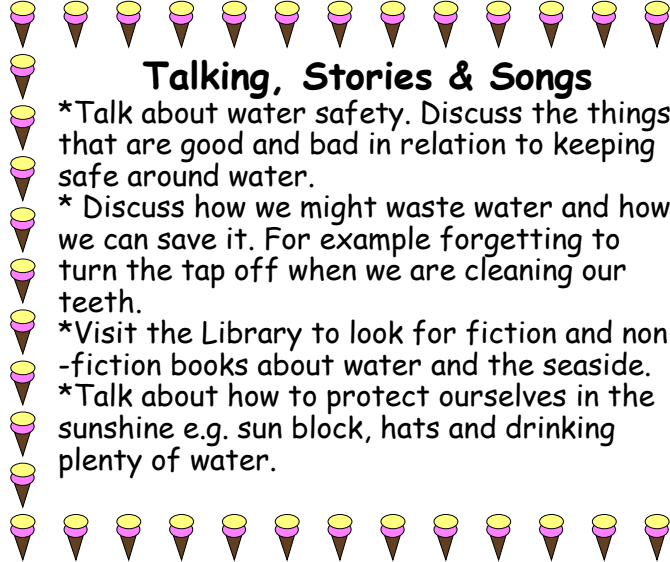 Talking, Stories & Songs
*Talk about water safety. Discuss the things
that are good and bad in relation to keeping
safe around water.
* Discuss how we might waste water and how
we can save it. For example forgetting to
turn the tap off when we are cleaning our
teeth.
*Visit the Library to look for fiction and non
-fiction books about water and the seaside.
*Talk about how to protect ourselves in the
sunshine e.g. sun block, hats and drinking
plenty of water.